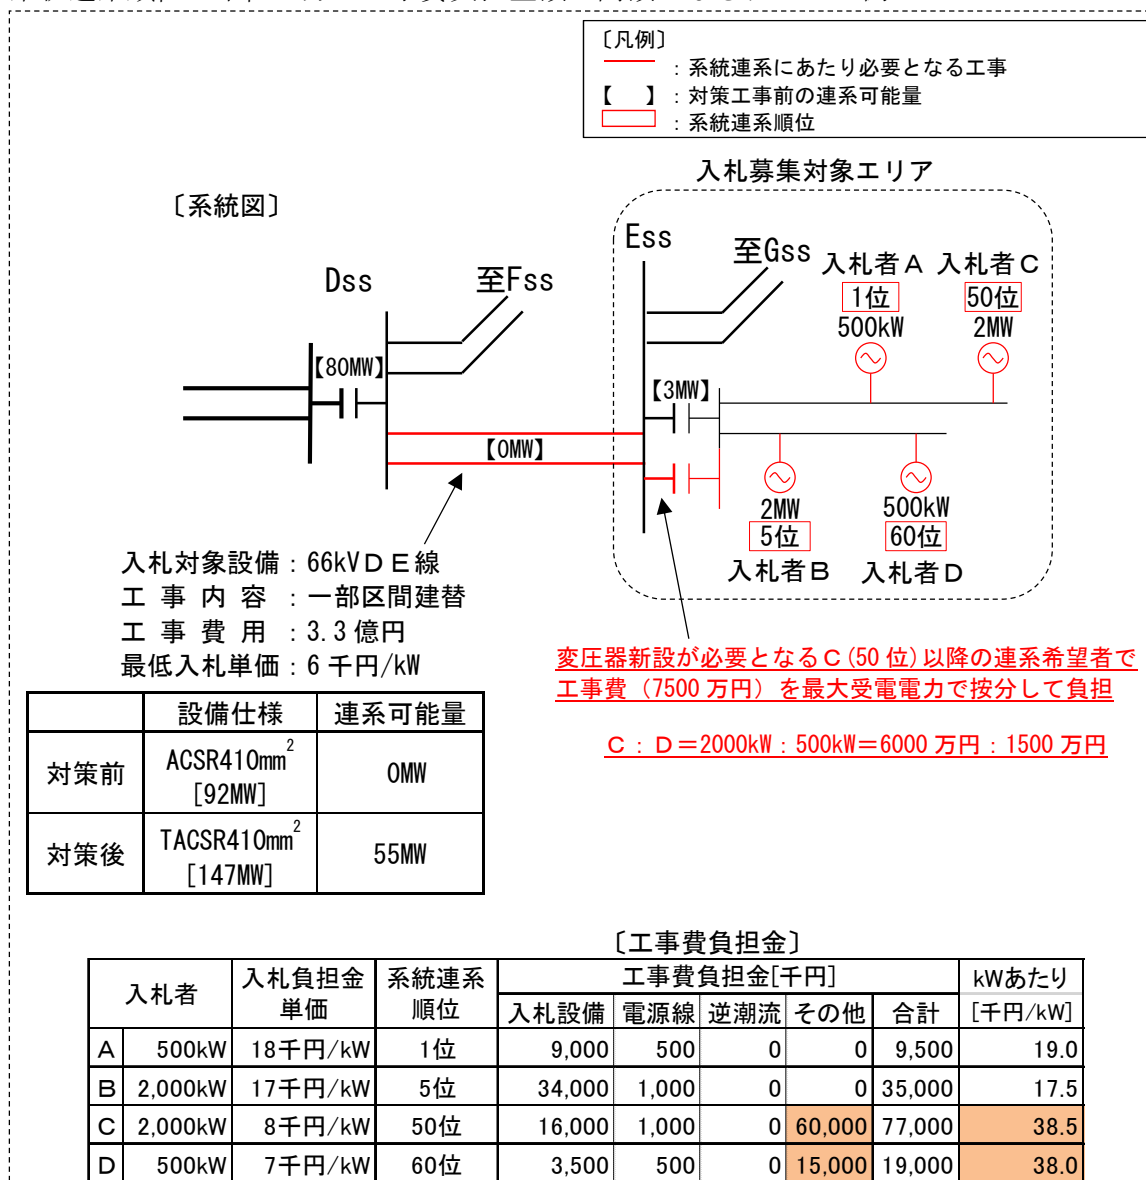 〔凡例〕
：系統連系にあたり必要となる工事
【　】：対策工事前の連系可能量
：系統連系順位
入札募集対象エリア
〔系統図〕
Ess
至Gss
入札者A 入札者C
Dss
至Fss
1位 50位
500kW 2MW
【80MW】
【3MW】
【0MW】
2MW 500kW
5位 60位
入札者B 入札者D
入札対象設備：66kVDE線
工事内容：一部区間建替
工事費用：3.3億円
最低入札単価：6千円/kW
変圧器新設が必要となるC(50位)以降の連系希望者で
工事費（7500万円）を最大受電電力で按分して負担
C：D＝2000kW：500kW＝6000万円：1500万円
設備仕様 連系可能量
対策前 ACSR410mm² [92MW] 0MW
対策後 TACSR410mm² [147MW] 55MW
〔工事費負担金〕
入札者 入札負担金単価 系統連系順位 工事費負担金[千円] kWあたり[千円/kW]
入札設備 電源線 逆潮流 その他 合計
A 500kW 18千円/kW 1位 9,000 500 0 0 9,500 19.0
B 2,000kW 17千円/kW 5位 34,000 1,000 0 0 35,000 17.5
C 2,000kW 8千円/kW 50位 16,000 1,000 0 60,000 77,000 38.5
D 500kW 7千円/kW 60位 3,500 500 0 15,000 19,000 38.0